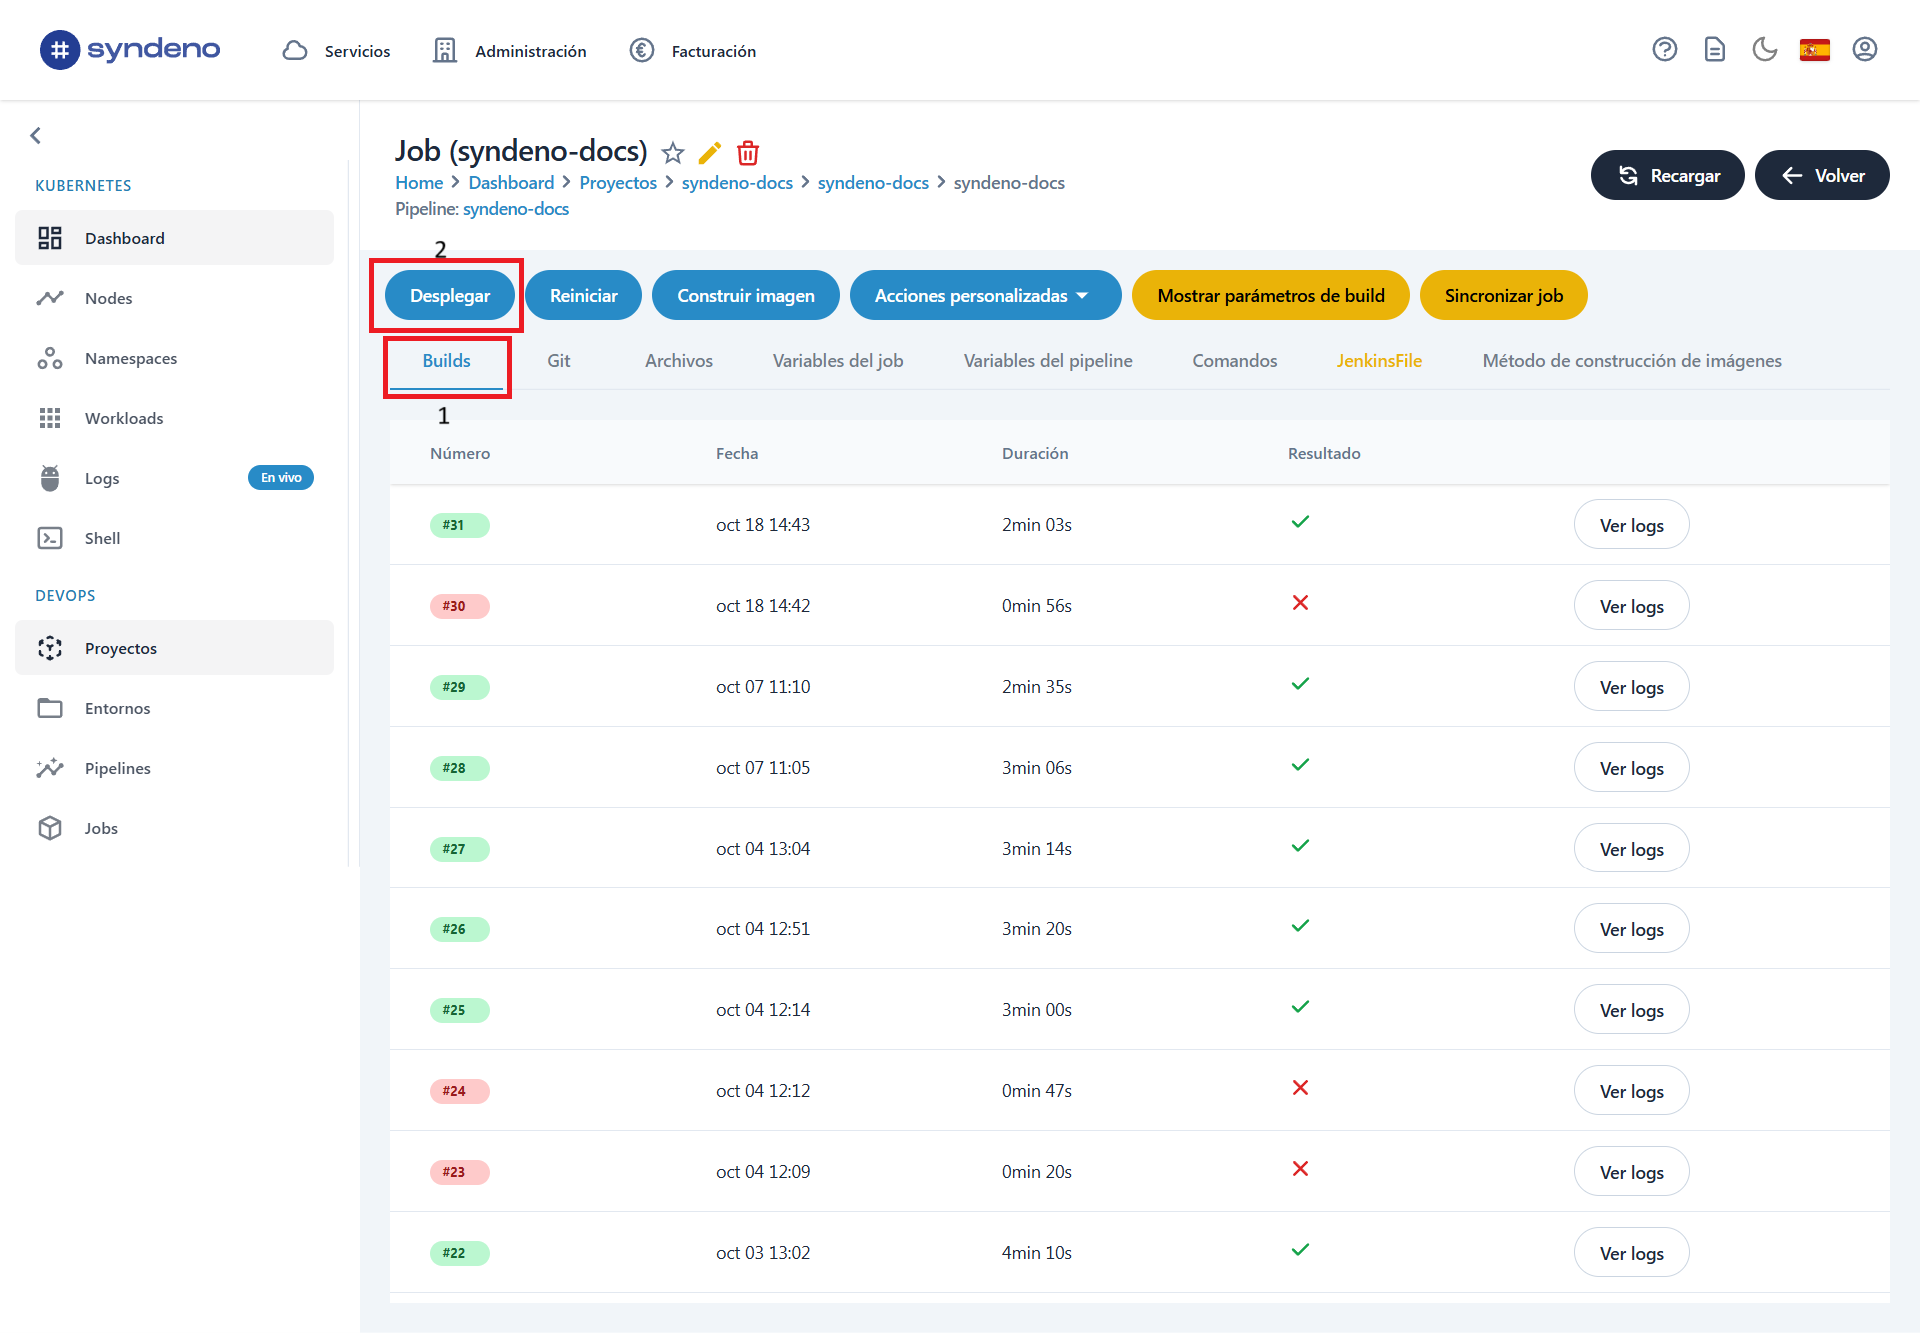 # syndeno
Servicios
Administración
Facturación
KUBERNETES
Dashboard
Nodes
Namespaces
Workloads
Logs
En vivo
Shell
DEVOPS
Proyectos
Entornos
Pipelines
Jobs
Job (syndeno-docs)
Home > Dashboard > Proyectos > syndeno-docs > syndeno-docs > syndeno-docs
Pipeline: syndeno-docs
Recargar
Volver
2
Desplegar
Reiniciar
Construir imagen
Acciones personalizadas
Mostrar parámetros de build
Sincronizar job
Builds
Git
Archivos
Variables del job
Variables del pipeline
Comandos
JenkinsFile
Método de construcción de imágenes
1
Número Fecha Duración Resultado
#31 oct 18 14:43 2min 03s Ver logs
#30 oct 18 14:42 0min 56s Ver logs
#29 oct 07 11:10 2min 35s Ver logs
#28 oct 07 11:05 3min 06s Ver logs
#27 oct 04 13:04 3min 14s Ver logs
#26 oct 04 12:51 3min 20s Ver logs
#25 oct 04 12:14 3min 00s Ver logs
#24 oct 04 12:12 0min 47s Ver logs
#23 oct 04 12:09 0min 20s Ver logs
#22 oct 03 13:02 4min 10s Ver logs